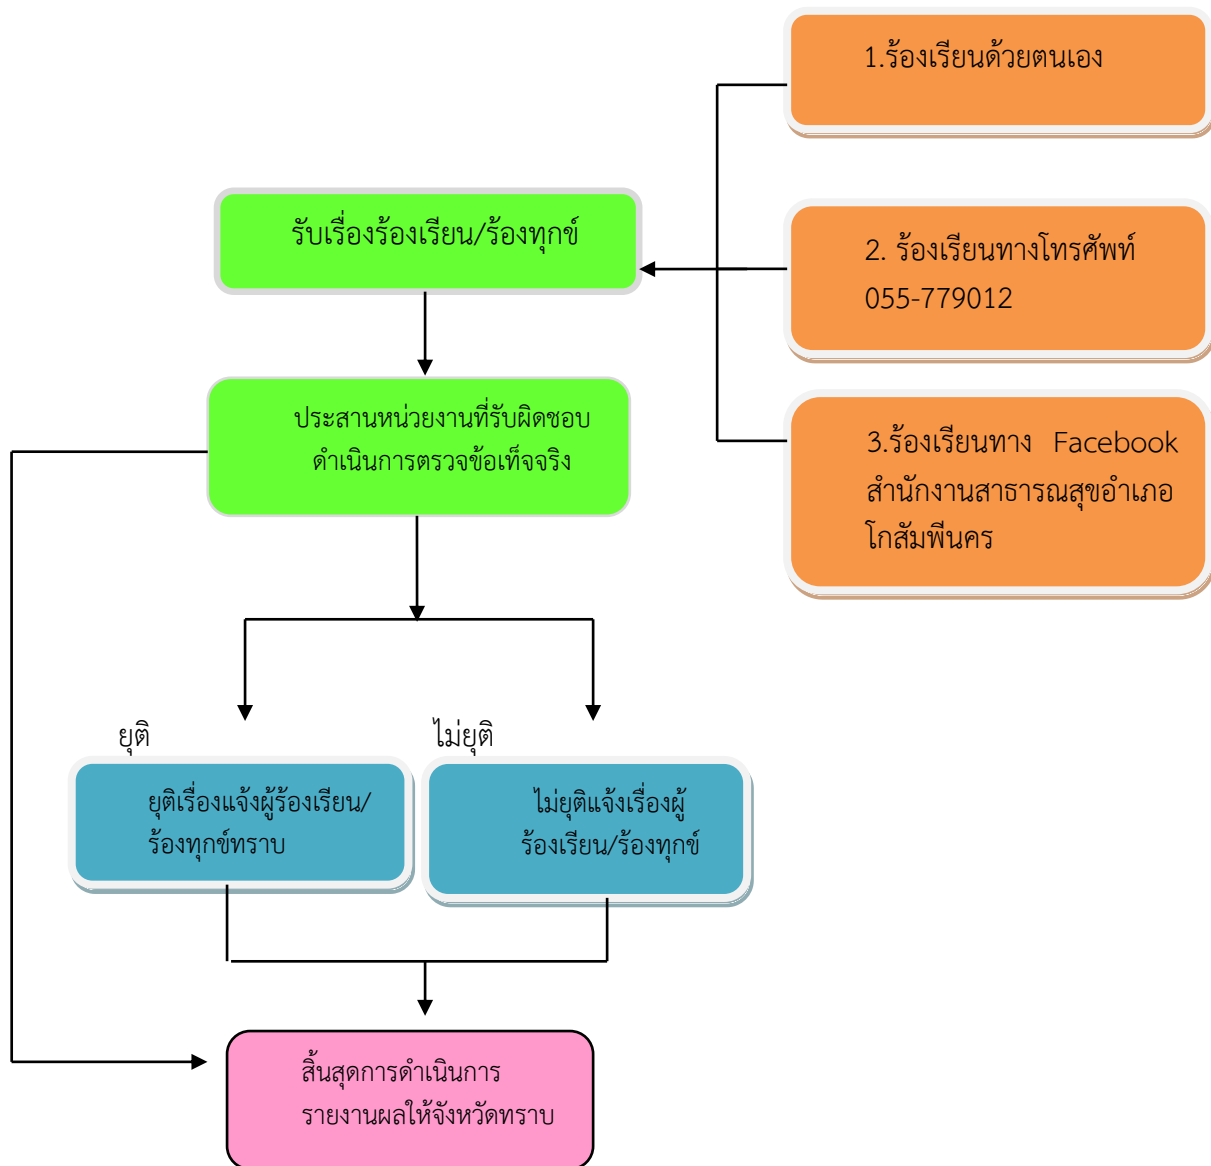 1.ร้องเรียนด้วยตนเอง
รับเรื่องร้องเรียน/ร้องทุกข์
2. ร้องเรียนทางโทรศัพท์
055-779012
ประสานหน่วยงานที่รับผิดชอบ
ดำเนินการตรวจข้อเท็จจริง
3.ร้องเรียนทาง Facebook
สำนักงานสาธารณสุขอำเภอ
โกสัมพีนคร
ยุติ
ไม่ยุติ
ยุติเรื่องแจ้งผู้ร้องเรียน/
ร้องทุกข์ทราบ
ไม่ยุติแจ้งเรื่องผู้
ร้องเรียน/ร้องทุกข์
สิ้นสุดการดำเนินการ
รายงานผลให้จังหวัดทราบ